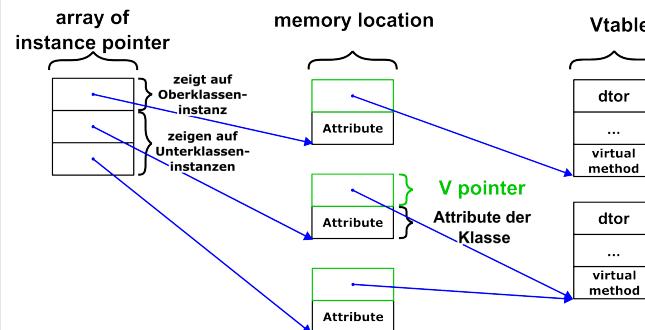 array of
instance pointer
memory location
Vtable
zeigt auf
Oberklassen-
instanz
zeigen auf
Unterklassen-
instanzen
Attribute
dtor
...
virtual
method
V pointer
Attribute
Attribute der
Klasse
dtor
...
virtual
method
Attribute